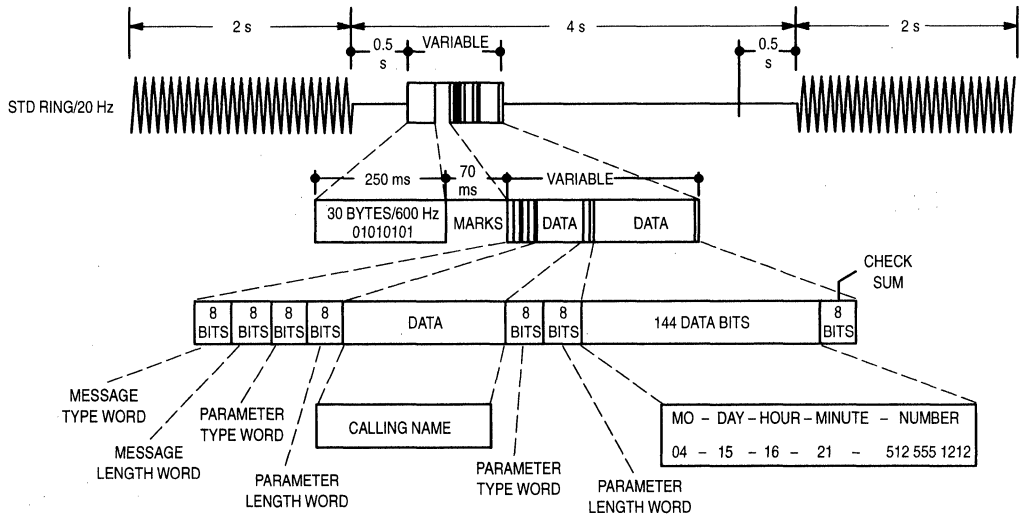 2 s
4 s
2 s
0.5
s
VARIABLE
0.5
s
STD RING/20 Hz
250 ms
70
ms
VARIABLE
30 BYTES/600 Hz
01010101
MARKS
DATA
DATA
CHECK
SUM
8
BITS
8
BITS
8
BITS
8
BITS
DATA
8
BITS
8
BITS
144 DATA BITS
8
BITS
MESSAGE
TYPE WORD
MESSAGE
LENGTH WORD
PARAMETER
TYPE WORD
PARAMETER
LENGTH WORD
CALLING NAME
PARAMETER
TYPE WORD
PARAMETER
LENGTH WORD
MO – DAY – HOUR – MINUTE – NUMBER
04 – 15 – 16 – 21 – 512 555 1212